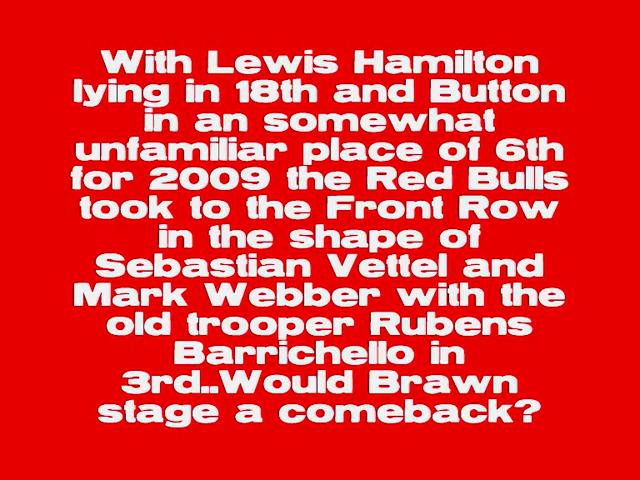 With Lewis Hamilton
lying in 18th and Button
in an somewhat
unfamiliar place of 6th
for 2009 the Red Bulls
took to the Front Row
in the shape of
Sebastian Vettel and
Mark Webber with the
old trooper Rubens
Barrichello in
3rd..Would Brawn
stage a comeback?